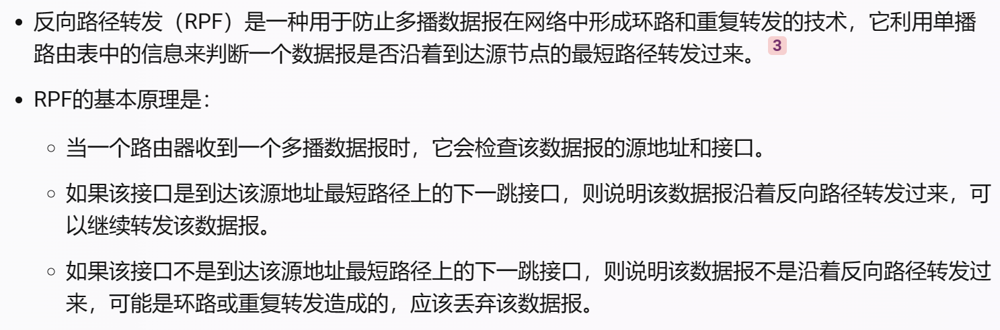 • 反向路径转发（RPF）是一种用于防止多播数据报在网络中形成环路和重复转发的技术，它利用单播
路由表中的信息来判断一个数据报是否沿着到达源节点的最短路径转发过来。 3
• RPF的基本原理是：
○ 当一个路由器收到一个多播数据报时，它会检查该数据报的源地址和接口。
○ 如果该接口是到达该源地址最短路径上的下一跳接口，则说明该数据报沿着反向路径转发过来，可
以继续转发该数据报。
○ 如果该接口不是到达该源地址最短路径上的下一跳接口，则说明该数据报不是沿着反向路径转发过
来，可能是环路或重复转发造成的，应该丢弃该数据报。